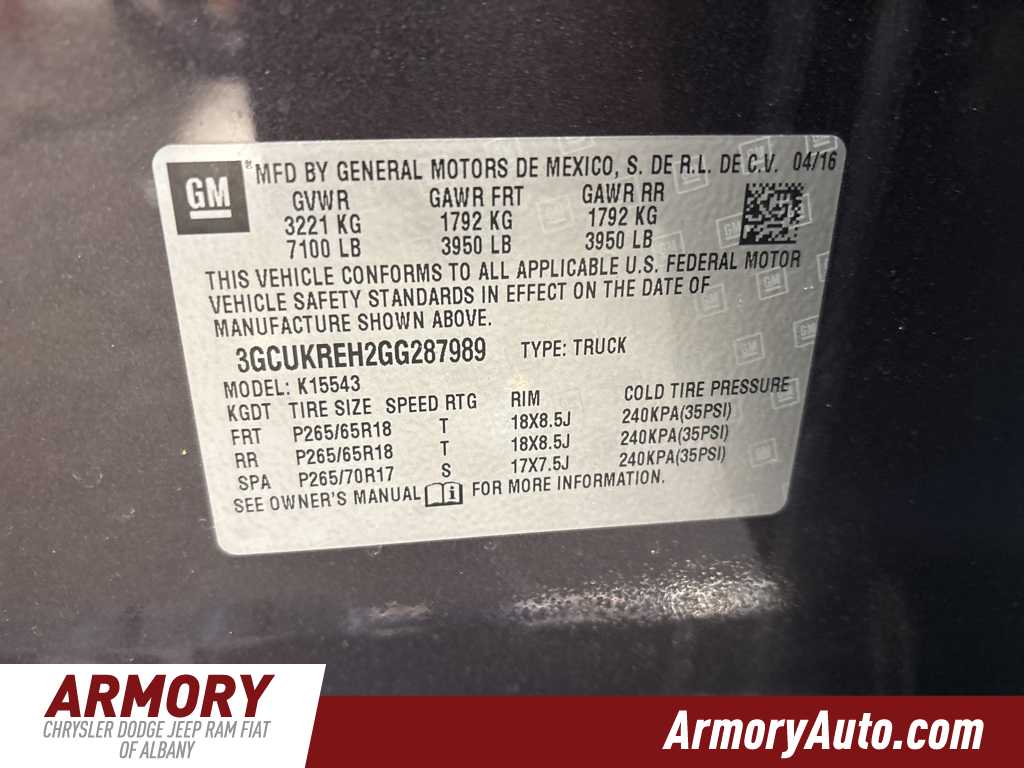 GM
MFD BY GENERAL MOTORS DE MEXICO, S. DE R.L. DE C.V. 04/16
GVWR GAWR FRT GAWR RR
3221 KG 1792 KG 1792 KG
7100 LB 3950 LB 3950 LB
THIS VEHICLE CONFORMS TO ALL APPLICABLE U.S. FEDERAL MOTOR
VEHICLE SAFETY STANDARDS IN EFFECT ON THE DATE OF
MANUFACTURE SHOWN ABOVE.
3GCUKREH2GG287989 TYPE: TRUCK
MODEL: K15543
KGDT TIRE SIZE SPEED RTG RIM COLD TIRE PRESSURE
FRT P265/65R18 T 18X8.5J 240KPA(35PSI)
RR P265/65R18 T 18X8.5J 240KPA(35PSI)
SPA P265/70R17 S 17X7.5J 240KPA(35PSI)
SEE OWNER'S MANUAL FOR MORE INFORMATION.
ARMORY
CHRYSLER DODGE JEEP RAM FIAT
OF ALBANY
ArmoryAuto.com